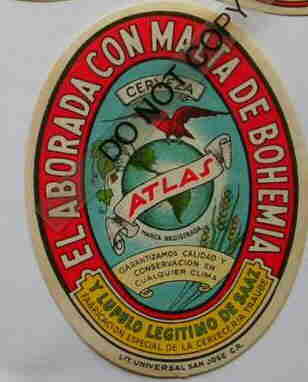 ELABORADA CON MALTA DE BOHEMIA
CERVEZA
ATLAS
MARCA REGISTRADA
GARANTIZAMOS CALIDAD Y
CONSERVACION EN
CUALQUIER CLIMA
Y LUPULO LEGITIMO DE SAAZ
FABRICACION ESPECIAL DE LA CERVECERIA TRAUBE
LIT. UNIVERSAL SAN JOSE C.R.
DO NOT COPY